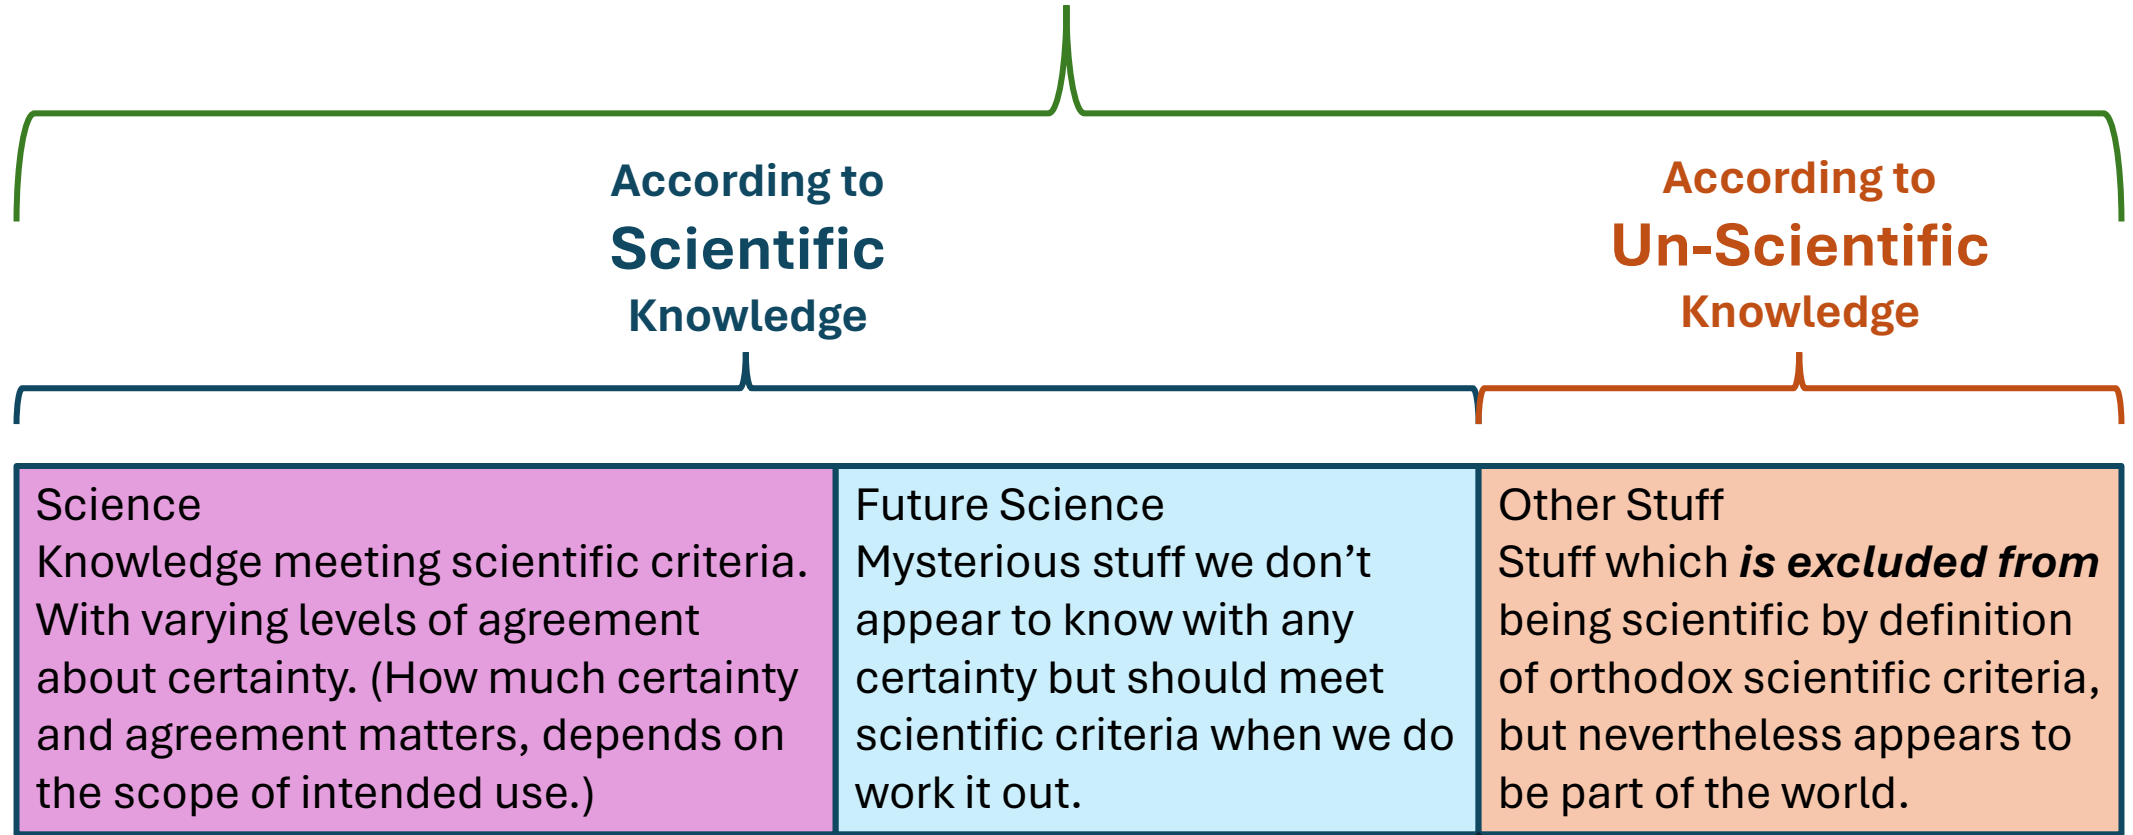 According to
Scientific
Knowledge
According to
Un-Scientific
Knowledge
Science
Knowledge meeting scientific criteria.
With varying levels of agreement
about certainty. (How much certainty
and agreement matters, depends on
the scope of intended use.)
Future Science
Mysterious stuff we don’t
appear to know with any
certainty but should meet
scientific criteria when we do
work it out.
Other Stuff
Stuff which is excluded from
being scientific by definition
of orthodox scientific criteria,
but nevertheless appears to
be part of the world.